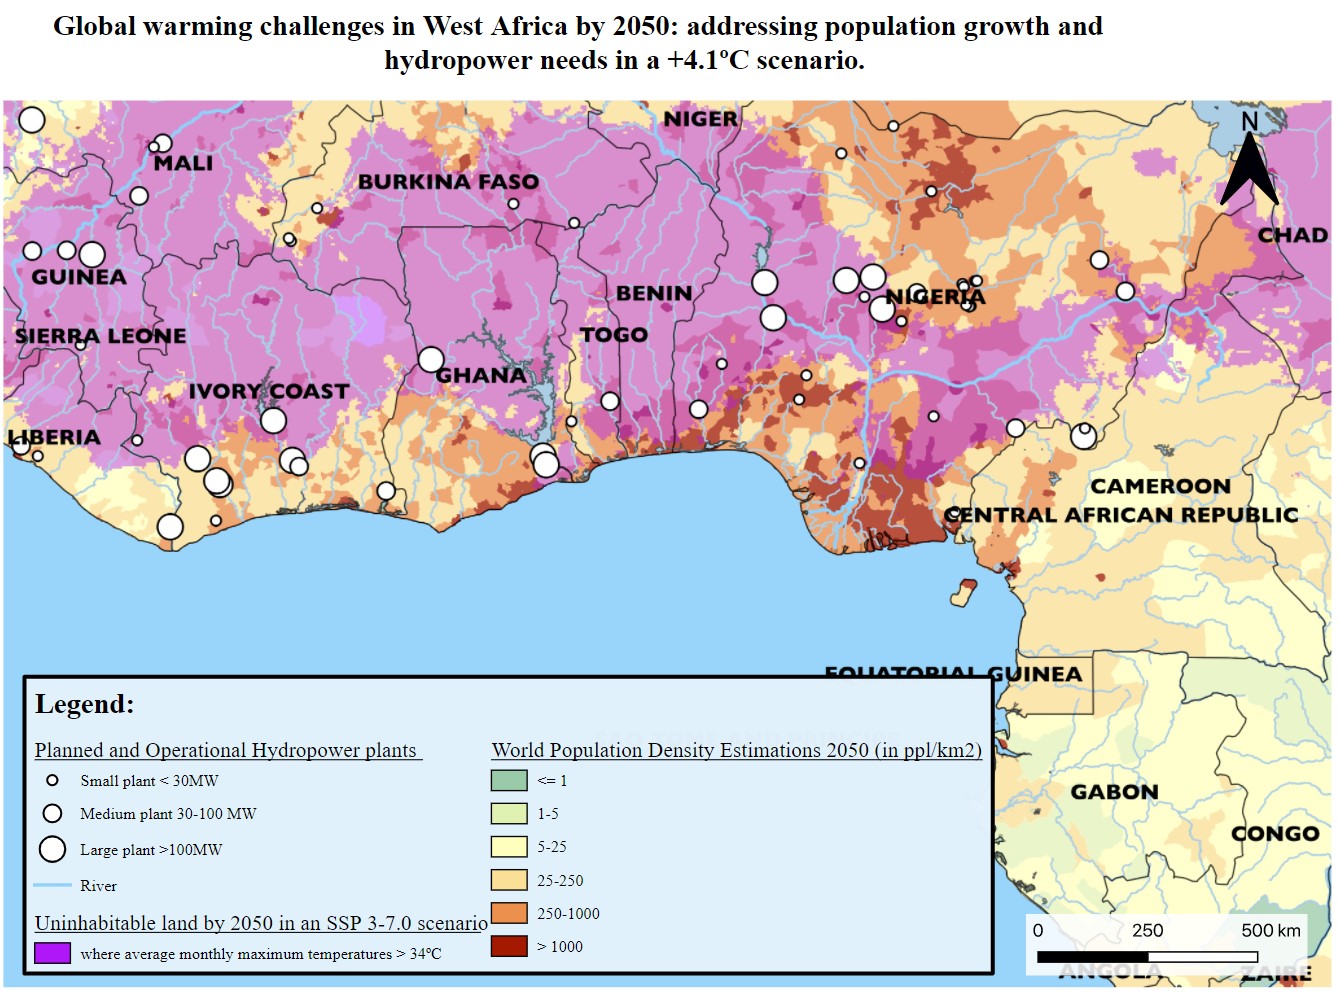 Global warming challenges in West Africa by 2050: addressing population growth and
hydropower needs in a +4.1ºC scenario.
NIGER
N
MALI
BURKINA FASO
CHAD
GUINEA
BENIN
NIGERIA
SIERRA LEONE
TOGO
GHANA
IVORY COAST
LIBERIA
CAMEROON
CENTRAL AFRICAN REPUBLIC
EQUATORIAL GUINEA
GABON
CONGO
ANGOLA
ZAIRE
Legend:
Planned and Operational Hydropower plants
Small plant < 30MW
Medium plant 30-100 MW
Large plant >100MW
River
Uninhabitable land by 2050 in an SSP 3-7.0 scenario
where average monthly maximum temperatures > 34ºC
World Population Density Estimations 2050 (in ppl/km2)
<= 1
1-5
5-25
25-250
250-1000
> 1000
0 250 500 km